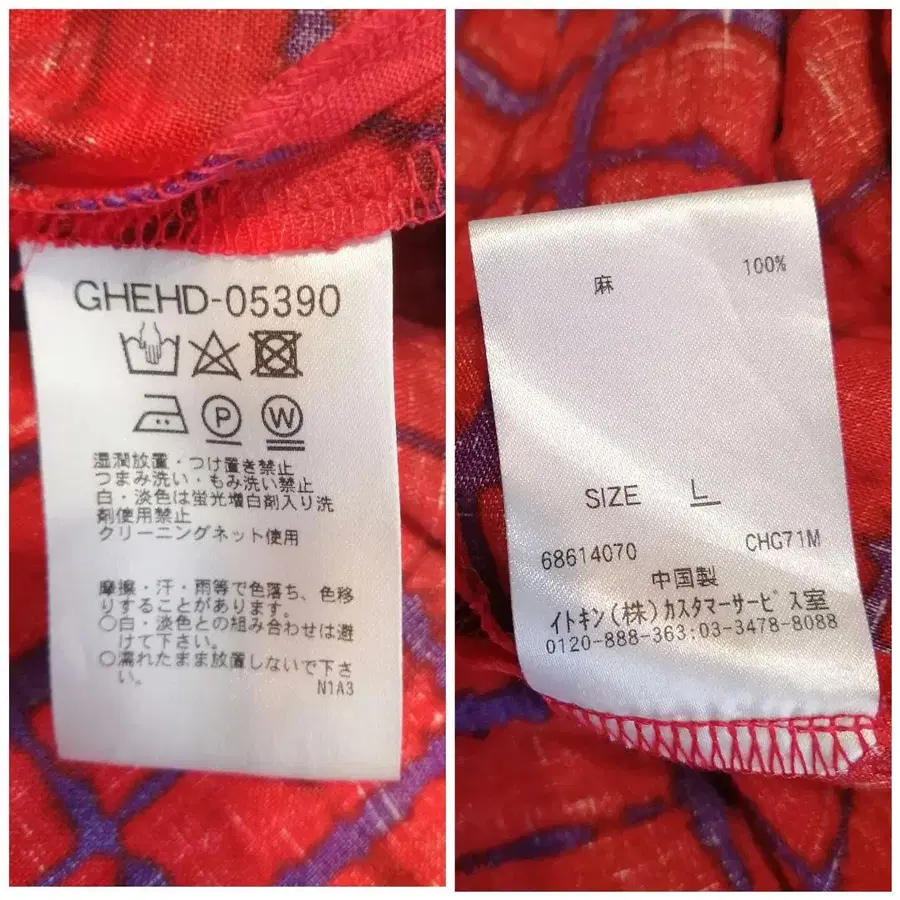 GHEHD-05390
P W
湿潤放置・つけ置き禁止
つまみ洗い・もみ洗い禁止
白・淡色は蛍光増白剤入り洗
剤使用禁止
クリーニングネット使用
摩擦・汗・雨等で色落ち、色移
りすることがあります。
○白・淡色との組み合わせは避
けて下さい。
○濡れたまま放置しないで下さ
い。
N1A3
麻 100%
SIZE L
68614070 CHG71M
中国製
イトキン(株)カスタマーサービス室
0120-888-363:03-3478-8088